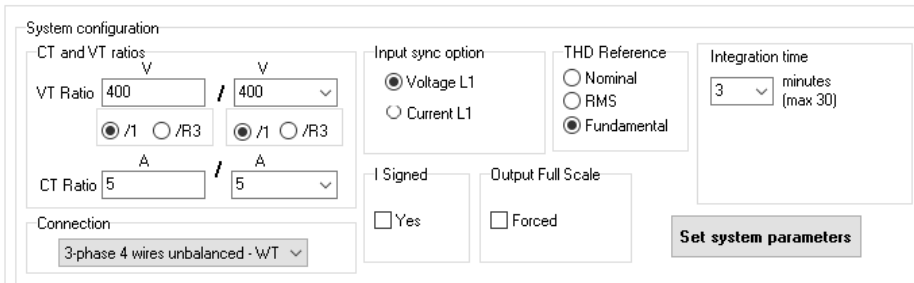 System configuration
CT and VT ratios
V V
VT Ratio 400 / 400
/1 /R3 /1 /R3
A A
CT Ratio 5 / 5
Connection
3-phase 4 wires unbalanced - WT
Input sync option
Voltage L1
Current L1
THD Reference
Nominal
RMS
Fundamental
Integration time
3 minutes
(max 30)
I Signed
Yes
Output Full Scale
Forced
Set system parameters